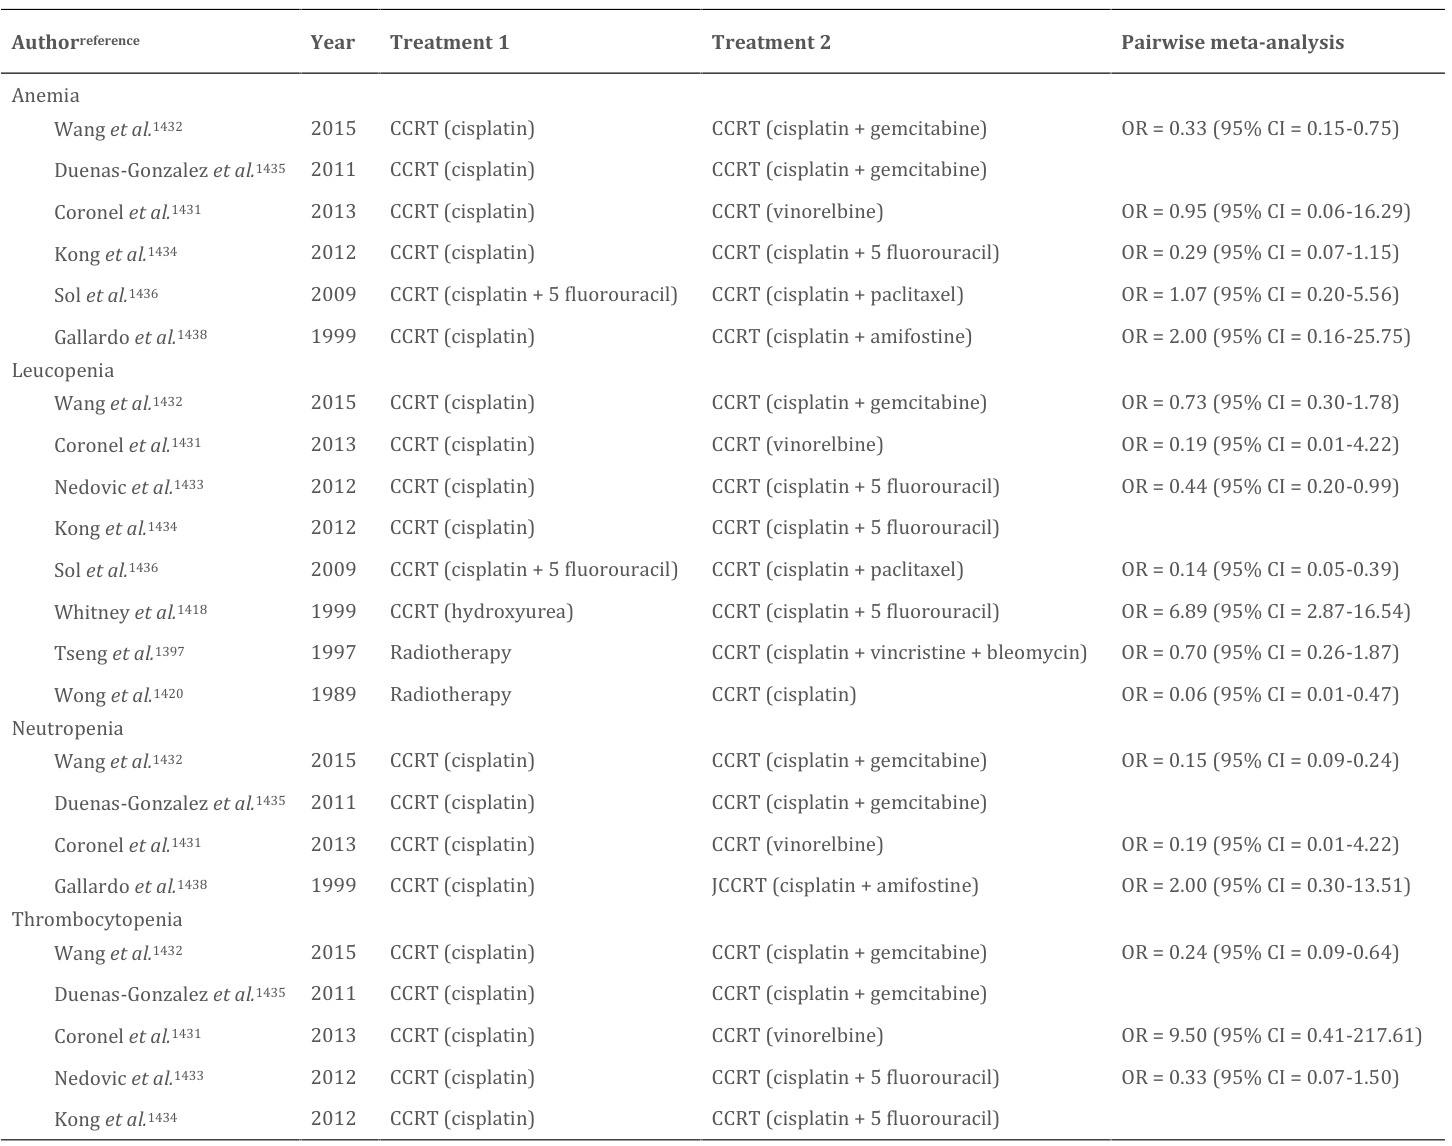 Authorreference Year Treatment 1 Treatment 2 Pairwise meta-analysis
Anemia
Wang et al.1432 2015 CCRT (cisplatin) CCRT (cisplatin + gemcitabine) OR = 0.33 (95% CI = 0.15-0.75)
Duenas-Gonzalez et al.1435 2011 CCRT (cisplatin) CCRT (cisplatin + gemcitabine)
Coronel et al.1431 2013 CCRT (cisplatin) CCRT (vinorelbine) OR = 0.95 (95% CI = 0.06-16.29)
Kong et al.1434 2012 CCRT (cisplatin) CCRT (cisplatin + 5 fluorouracil) OR = 0.29 (95% CI = 0.07-1.15)
Sol et al.1436 2009 CCRT (cisplatin + 5 fluorouracil) CCRT (cisplatin + paclitaxel) OR = 1.07 (95% CI = 0.20-5.56)
Gallardo et al.1438 1999 CCRT (cisplatin) CCRT (cisplatin + amifostine) OR = 2.00 (95% CI = 0.16-25.75)
Leucopenia
Wang et al.1432 2015 CCRT (cisplatin) CCRT (cisplatin + gemcitabine) OR = 0.73 (95% CI = 0.30-1.78)
Coronel et al.1431 2013 CCRT (cisplatin) CCRT (vinorelbine) OR = 0.19 (95% CI = 0.01-4.22)
Nedovic et al.1433 2012 CCRT (cisplatin) CCRT (cisplatin + 5 fluorouracil) OR = 0.44 (95% CI = 0.20-0.99)
Kong et al.1434 2012 CCRT (cisplatin) CCRT (cisplatin + 5 fluorouracil)
Sol et al.1436 2009 CCRT (cisplatin + 5 fluorouracil) CCRT (cisplatin + paclitaxel) OR = 0.14 (95% CI = 0.05-0.39)
Whitney et al.1418 1999 CCRT (hydroxyurea) CCRT (cisplatin + 5 fluorouracil) OR = 6.89 (95% CI = 2.87-16.54)
Tseng et al.1397 1997 Radiotherapy CCRT (cisplatin + vincristine + bleomycin) OR = 0.70 (95% CI = 0.26-1.87)
Wong et al.1420 1989 Radiotherapy CCRT (cisplatin) OR = 0.06 (95% CI = 0.01-0.47)
Neutropenia
Wang et al.1432 2015 CCRT (cisplatin) CCRT (cisplatin + gemcitabine) OR = 0.15 (95% CI = 0.09-0.24)
Duenas-Gonzalez et al.1435 2011 CCRT (cisplatin) CCRT (cisplatin + gemcitabine)
Coronel et al.1431 2013 CCRT (cisplatin) CCRT (vinorelbine) OR = 0.19 (95% CI = 0.01-4.22)
Gallardo et al.1438 1999 CCRT (cisplatin) JCCRT (cisplatin + amifostine) OR = 2.00 (95% CI = 0.30-13.51)
Thrombocytopenia
Wang et al.1432 2015 CCRT (cisplatin) CCRT (cisplatin + gemcitabine) OR = 0.24 (95% CI = 0.09-0.64)
Duenas-Gonzalez et al.1435 2011 CCRT (cisplatin) CCRT (cisplatin + gemcitabine)
Coronel et al.1431 2013 CCRT (cisplatin) CCRT (vinorelbine) OR = 9.50 (95% CI = 0.41-217.61)
Nedovic et al.1433 2012 CCRT (cisplatin) CCRT (cisplatin + 5 fluorouracil) OR = 0.33 (95% CI = 0.07-1.50)
Kong et al.1434 2012 CCRT (cisplatin) CCRT (cisplatin + 5 fluorouracil)